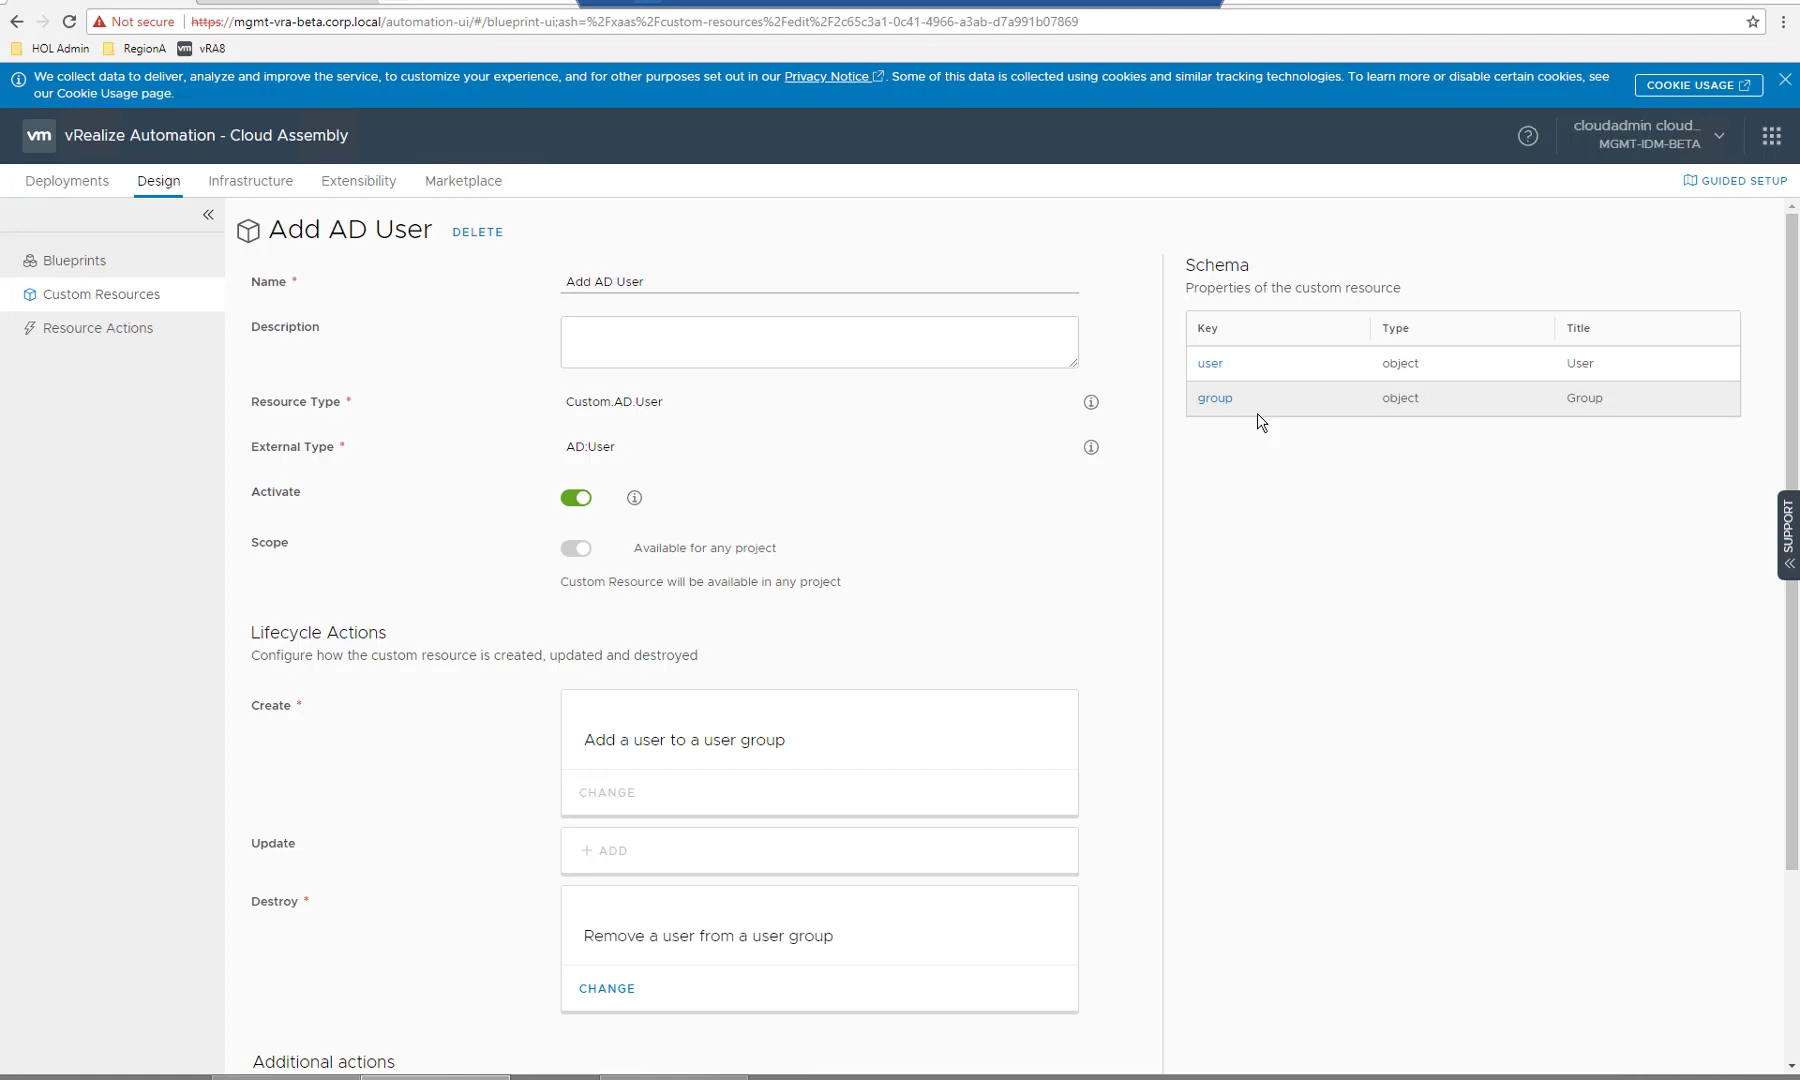 Not secure | https://mgmt-vra-beta.corp.local/automation-ui/#/blueprint-ui;ash=%2Fxaas%2Fcustom-resources%2Fedit%2F2c65c3a1-0c41-4966-a3ab-d7a991b07869
HOL Admin RegionA vm vRA8
We collect data to deliver, analyze and improve the service, to customize your experience, and for other purposes set out in our Privacy Notice. Some of this data is collected using cookies and similar tracking technologies. To learn more or disable certain cookies, see
our Cookie Usage page.
COOKIE USAGE
vm vRealize Automation - Cloud Assembly
cloudadmin cloud...
MGMT-IDM-BETA
Deployments Design Infrastructure Extensibility Marketplace
GUIDED SETUP
Blueprints
Custom Resources
Resource Actions
Add AD User DELETE
Name * Add AD User
Description
Resource Type * Custom.AD.User
External Type * AD:User
Activate
Scope Available for any project
Custom Resource will be available in any project
Lifecycle Actions
Configure how the custom resource is created, updated and destroyed
Create * Add a user to a user group
CHANGE
Update + ADD
Destroy * Remove a user from a user group
CHANGE
Additional actions
Schema
Properties of the custom resource
Key Type Title
user object User
group object Group
SUPPORT